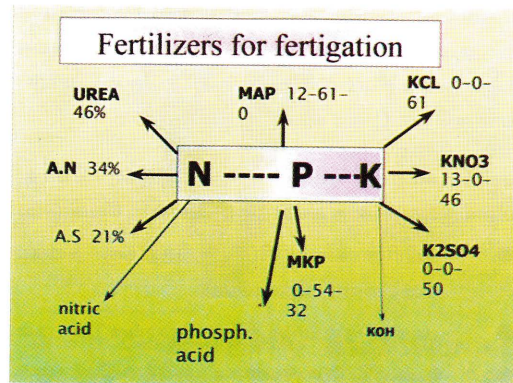 Fertilizers for fertigation
UREA
46%
MAP 12-61-
0
KCL 0-0-
61
A.N 34%
N ---- P ---K
KNO3
13-0-
46
A.S 21%
K2SO4
0-0-
50
MKP
0-54-
32
nitric
acid
phosph.
acid
KOH